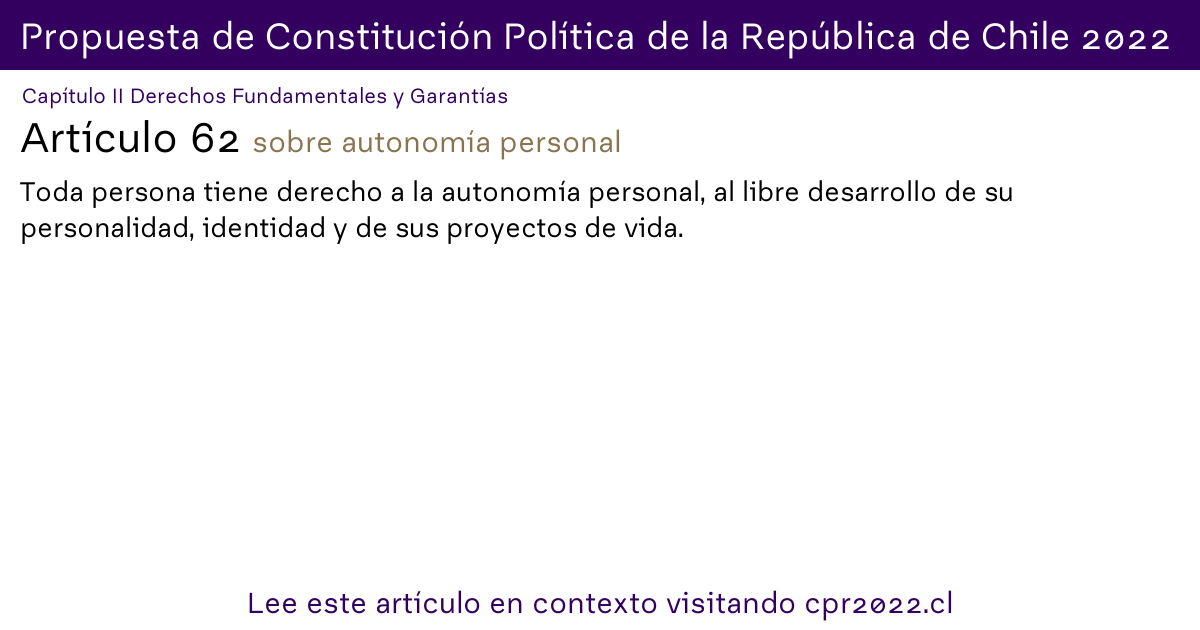 Propuesta de Constitución Política de la República de Chile 2022
Capítulo II Derechos Fundamentales y Garantías
Artículo 62 sobre autonomía personal
Toda persona tiene derecho a la autonomía personal, al libre desarrollo de su
personalidad, identidad y de sus proyectos de vida.
Lee este artículo en contexto visitando cpr2022.cl